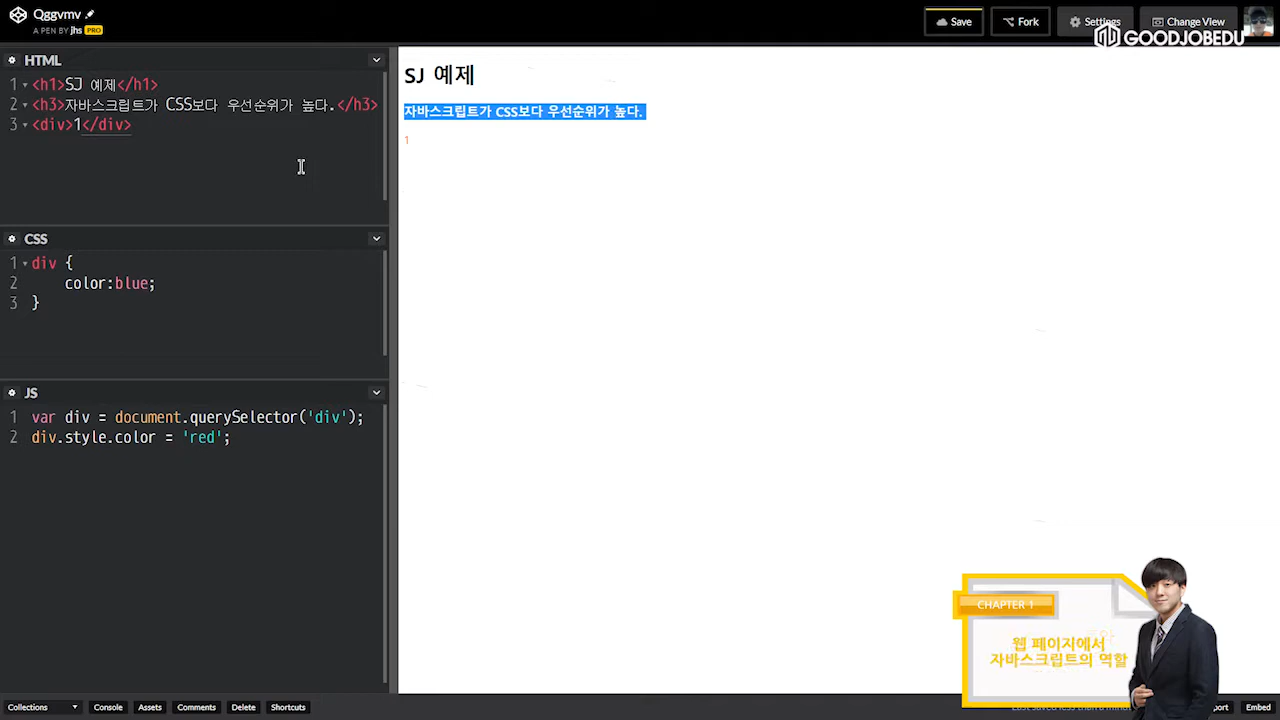 Qggvmv
A PEN BY jhs PRO
Save
Fork
Settings
Change View
GOODJOBEDU
HTML
1 <h1>SJ 예제</h1>
2 <h3>자바스크립트가 CSS보다 우선순위가 높다.</h3>
3 <div>1</div>
CSS
1 div {
2 color:blue;
3 }
JS
1 var div = document.querySelector('div');
2 div.style.color = 'red';
SJ 예제
자바스크립트가 CSS보다 우선순위가 높다.
1
CHAPTER 1
웹 페이지에서
자바스크립트의 역할
Collections
Console
Assets
Comments
Delete
Shortcuts
Last saved less than a
Embed